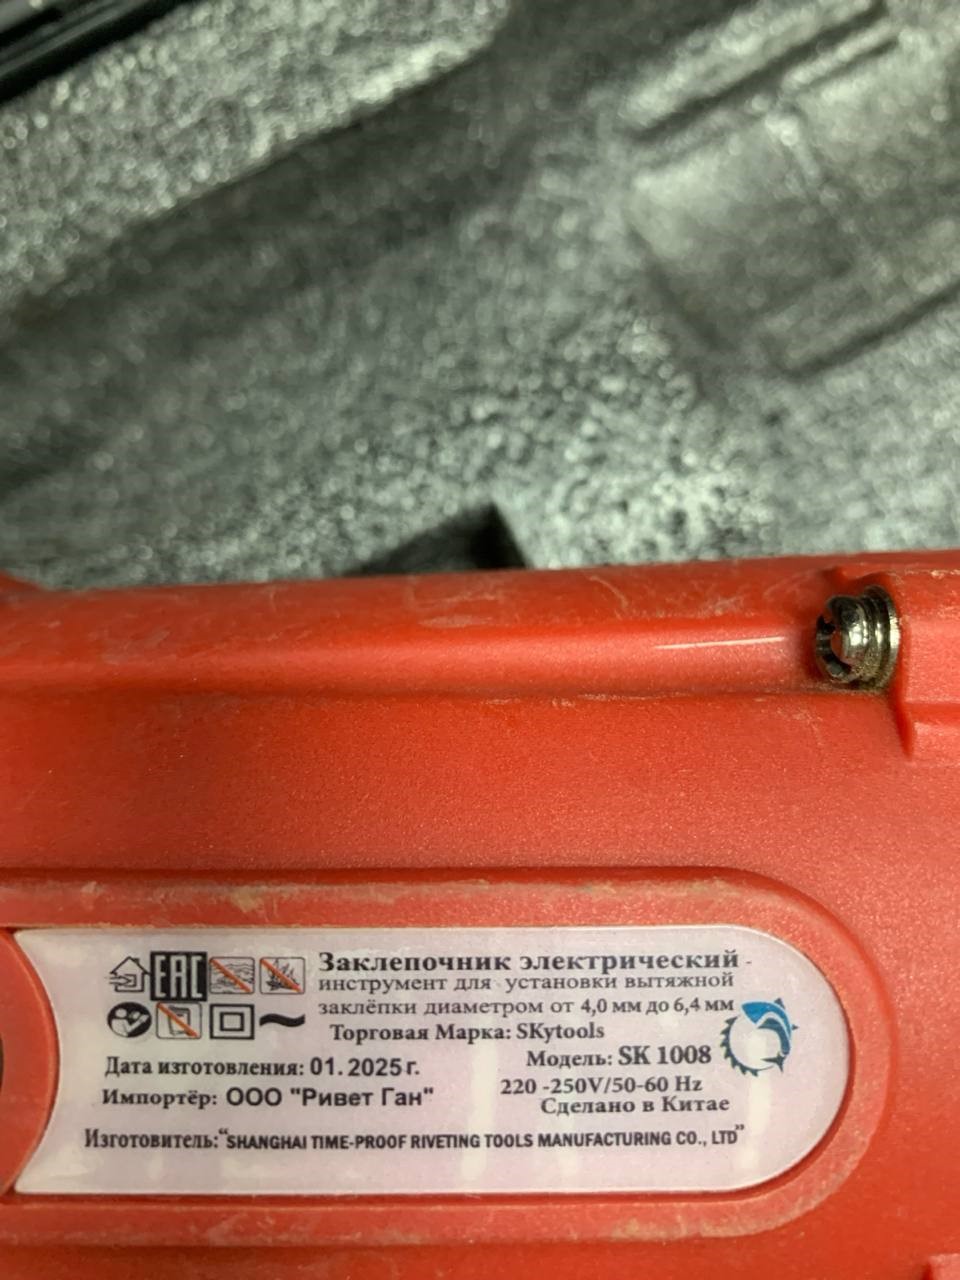 EAC
Заклепочник электрический -
инструмент для установки вытяжной
заклёпки диаметром от 4,0 мм до 6,4 мм
Торговая Марка: SKytools
Модель: SK 1008
Дата изготовления: 01.2025 г.
220 -250V/50-60 Hz
Импортёр: ООО "Ривет Ган"
Сделано в Китае
Изготовитель:"SHANGHAI TIME-PROOF RIVETING TOOLS MANUFACTURING CO., LTD"